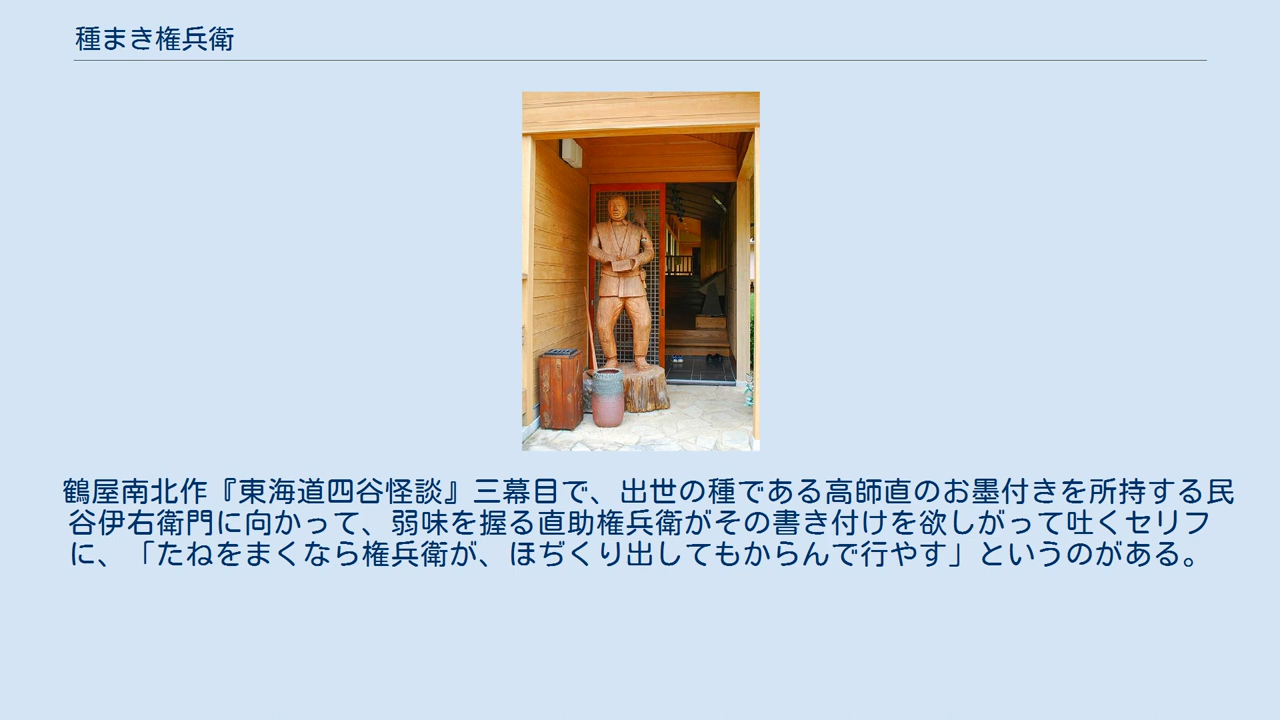 種まき権兵衛
鶴屋南北作『東海道四谷怪談』三幕目で、出世の種である高師直のお墨付きを所持する民
谷伊右衛門に向かって、弱味を握る直助権兵衛がその書き付けを欲しがって吐くセリフ
に、「たねをまくなら権兵衛が、ほぢくり出してもからんで行やす」というのがある。